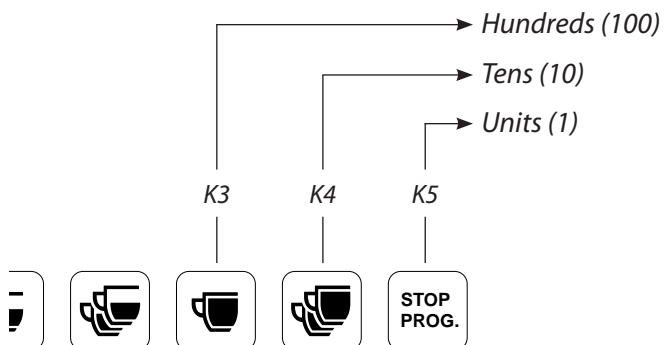 Hundreds (100)
Tens (10)
Units (1)
K3 K4 K5
STOP
PROG.